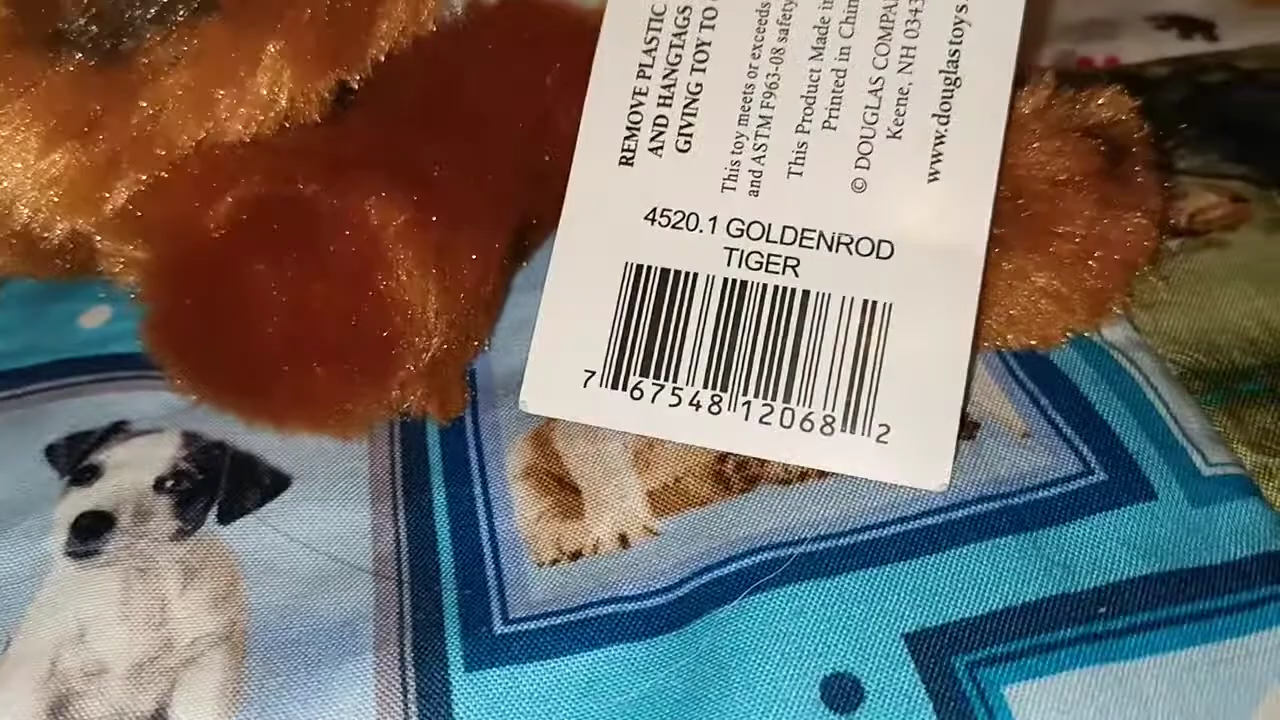 REMOVE PLASTIC
AND HANGTAGS
GIVING TOY TO
This toy meets or exceeds
and ASTM F963-08 safety
This Product Made in
Printed in Chin
© DOUGLAS COMPA
Keene, NH 0343
www.douglastoys.
4520.1 GOLDENROD
TIGER
7 67548 12068 2